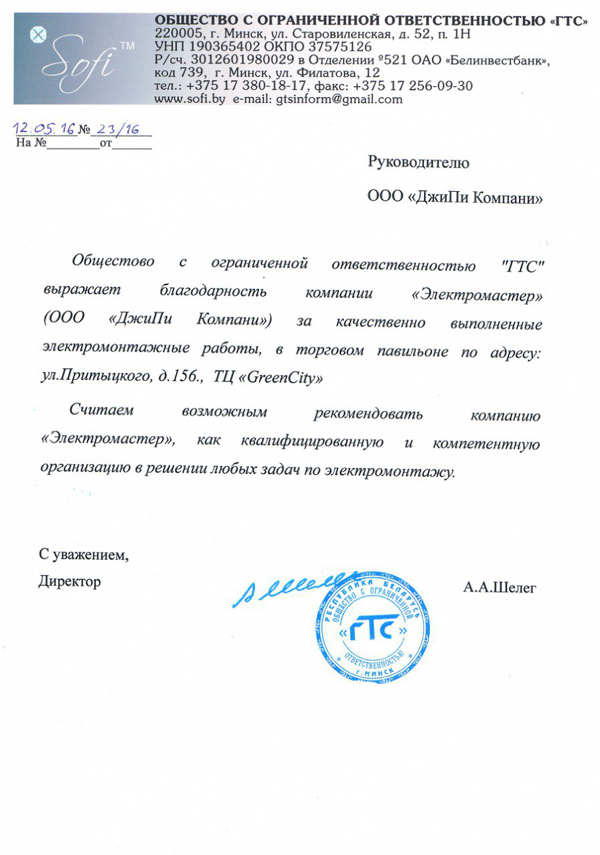 Sofi™
ОБЩЕСТВО С ОГРАНИЧЕННОЙ ОТВЕТСТВЕННОСТЬЮ «ГТС»
220005, г. Минск, ул. Старовиленская, д. 52, п. 1Н
УНП 190365402 ОКПО 37575126
Р/сч. 3012601980029 в Отделении º521 ОАО «Белинвестбанк»,
код 739, г. Минск, ул. Филатова, 12
тел.: +375 17 380-18-17, факс: +375 17 256-09-30
www.sofi.by e-mail: gtsinform@gmail.com
12.05.16 № 23/16
На №________от______
Руководителю
ООО «ДжиПи Компани»
Общестово с ограниченной ответственностью "ГТС"
выражает благодарность компании «Электромастер»
(ООО «ДжиПи Компани») за качественно выполненные
электромонтажные работы, в торговом павильоне по адресу:
ул.Притыцкого, д.156., ТЦ «GreenCity»
Считаем возможным рекомендовать компанию
«Электромастер», как квалифицированную и компетентную
организацию в решении любых задач по электромонтажу.
С уважением,
Директор
А.А.Шелег
РЕСПУБЛИКА БЕЛАРУСЬ
ОБЩЕСТВО С ОГРАНИЧЕННОЙ
«ГТС»
ОТВЕТСТВЕННОСТЬЮ
г.МИНСК